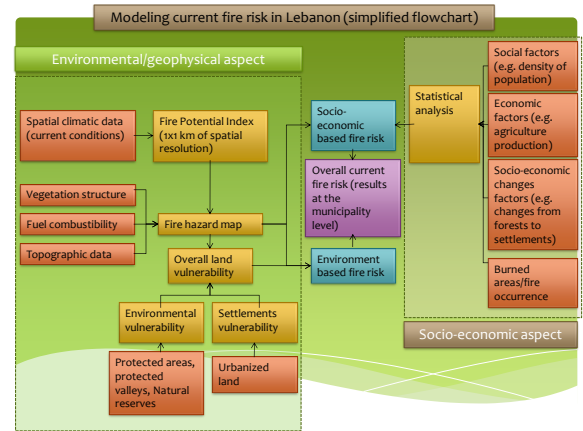 Modeling current fire risk in Lebanon (simplified flowchart)
Environmental/geophysical aspect
Spatial climatic data
(current conditions)
Fire Potential Index
(1x1 km of spatial
resolution)
Vegetation structure
Fuel combustibility
Topographic data
Fire hazard map
Overall land
vulnerability
Environmental
vulnerability
Settlements
vulnerability
Protected areas,
protected
valleys, Natural
reserves
Urbanized
land
Socio-
economic
based fire risk
Overall current
fire risk (results
at the
municipality
level)
Environment
based fire risk
Statistical
analysis
Social factors
(e.g. density of
population)
Economic
factors (e.g.
agriculture
production)
Socio-economic
changes
factors (e.g.
changes from
forests to
settlements)
Burned
areas/fire
occurrence
Socio-economic aspect